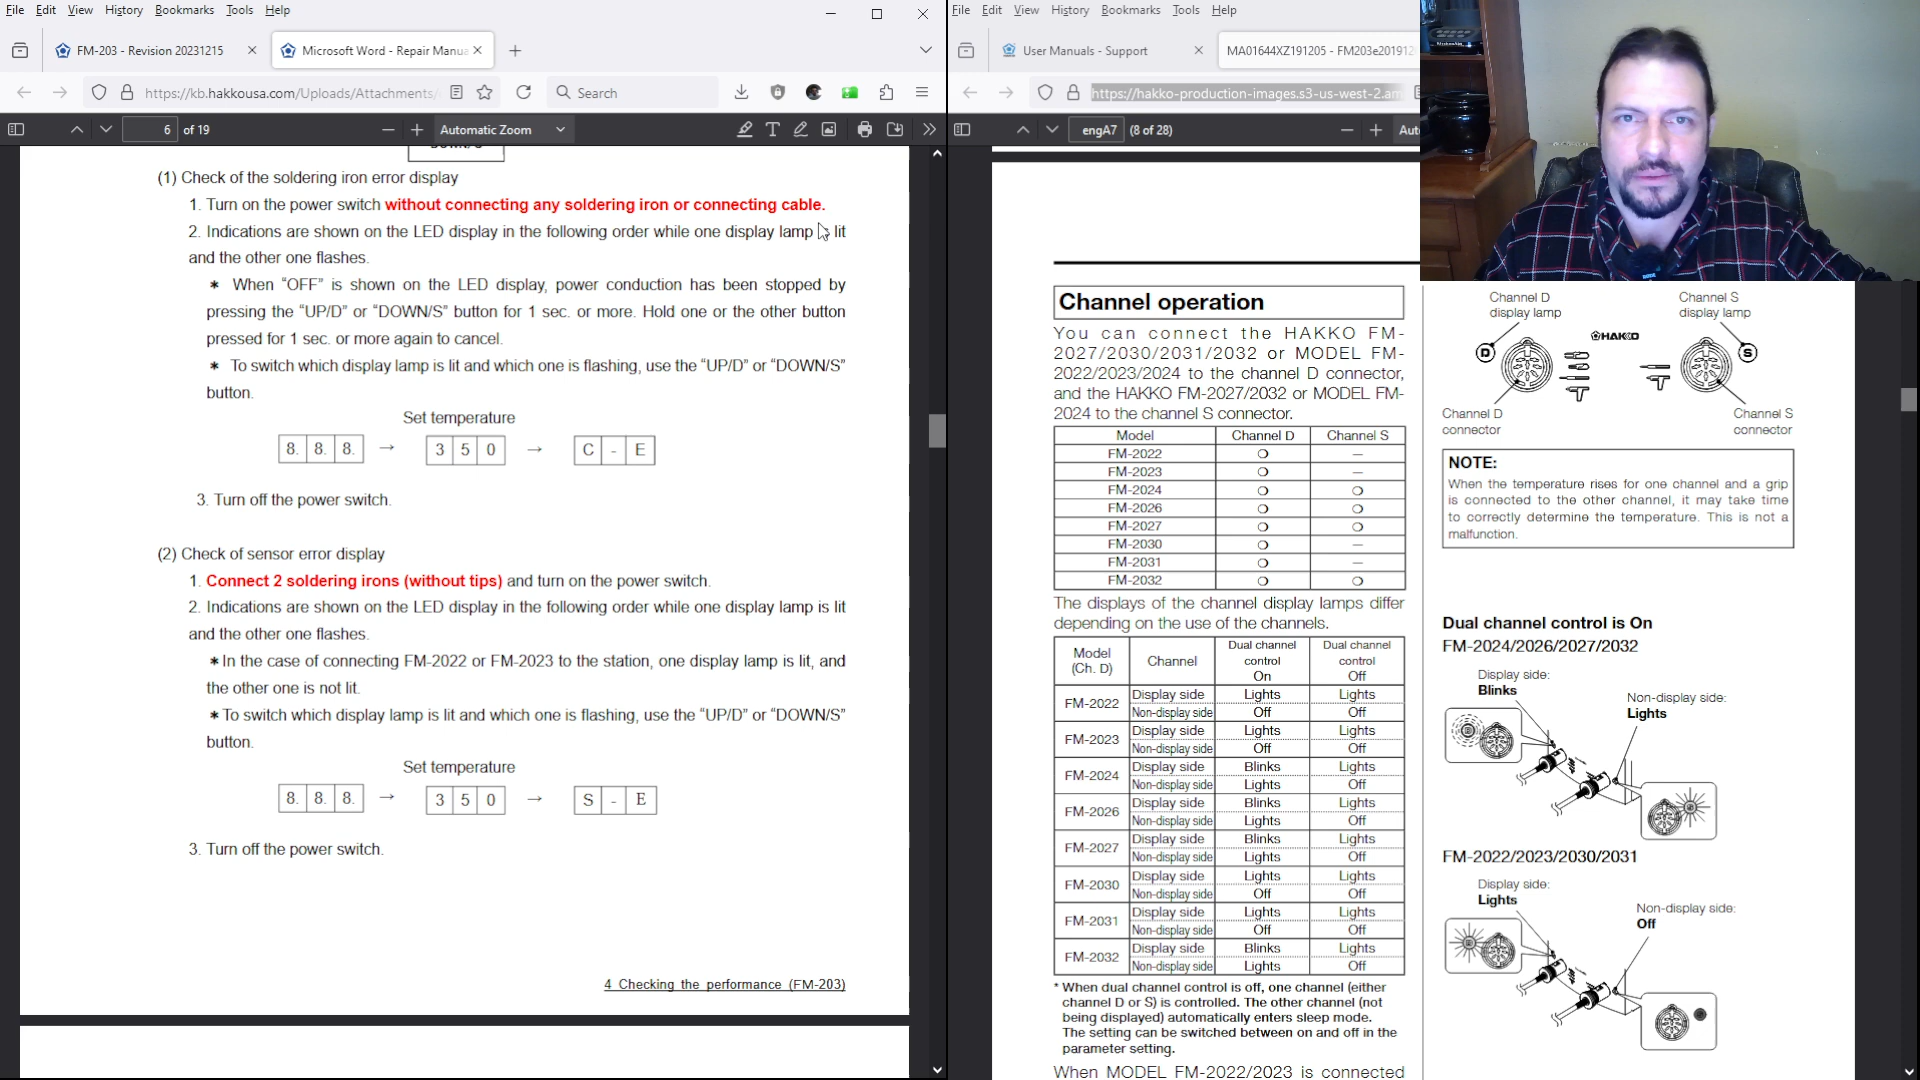 File Edit View History Bookmarks Tools Help
FM-203 - Revision 20231215
Microsoft Word - Repair Manua
https://kb.hakkousa.com/Uploads/Attachments/
Search
6 of 19
Automatic Zoom
(1) Check of the soldering iron error display
1. Turn on the power switch without connecting any soldering iron or connecting cable.
2. Indications are shown on the LED display in the following order while one display lamp lit
and the other one flashes.
* When “OFF” is shown on the LED display, power conduction has been stopped by
pressing the “UP/D” or “DOWN/S” button for 1 sec. or more. Hold one or the other button
pressed for 1 sec. or more again to cancel.
* To switch which display lamp is lit and which one is flashing, use the “UP/D” or “DOWN/S”
button.
Set temperature
8. 8. 8. → 3 5 0 → C - E
3. Turn off the power switch.
(2) Check of sensor error display
1. Connect 2 soldering irons (without tips) and turn on the power switch.
2. Indications are shown on the LED display in the following order while one display lamp is lit
and the other one flashes.
* In the case of connecting FM-2022 or FM-2023 to the station, one display lamp is lit, and
the other one is not lit.
* To switch which display lamp is lit and which one is flashing, use the “UP/D” or “DOWN/S”
button.
Set temperature
8. 8. 8. → 3 5 0 → S - E
3. Turn off the power switch.
4 Checking the performance (FM-203)
File Edit View History Bookmarks Tools Help
User Manuals - Support
MA01644XZ191205 - FM203e201912
https://hakko-production-images.s3-us-west-2.am
engA7 (8 of 28)
Aut
Channel operation
You can connect the HAKKO FM-
2027/2030/2031/2032 or MODEL FM-
2022/2023/2024 to the channel D connector,
and the HAKKO FM-2027/2032 or MODEL FM-
2024 to the channel S connector.
Model Channel D Channel S
FM-2022 ○ –
FM-2023 ○ –
FM-2024 ○ ○
FM-2026 ○ ○
FM-2027 ○ ○
FM-2030 ○ –
FM-2031 ○ –
FM-2032 ○ ○
The displays of the channel display lamps differ
depending on the use of the channels.
Model (Ch. D) Channel Dual channel control On Dual channel control Off
FM-2022 Display side Lights Lights
Non-display side Off Off
FM-2023 Display side Lights Lights
Non-display side Off Off
FM-2024 Display side Blinks Lights
Non-display side Lights Off
FM-2026 Display side Blinks Lights
Non-display side Lights Off
FM-2027 Display side Blinks Lights
Non-display side Lights Off
FM-2030 Display side Lights Lights
Non-display side Off Off
FM-2031 Display side Lights Lights
Non-display side Off Off
FM-2032 Display side Blinks Lights
Non-display side Lights Off
* When dual channel control is off, one channel (either
channel D or S) is controlled. The other channel (not
being displayed) automatically enters sleep mode.
The setting can be switched between on and off in the
parameter setting.
When MODEL FM-2022/2023 is connected
Channel D
display lamp
Channel S
display lamp
D
HAKKO
S
Channel D
connector
Channel S
connector
NOTE:
When the temperature rises for one channel and a grip
is connected to the other channel, it may take time
to correctly determine the temperature. This is not a
malfunction.
Dual channel control is On
FM-2024/2026/2027/2032
Display side:
Blinks
Non-display side:
Lights
FM-2022/2023/2030/2031
Display side:
Lights
Non-display side:
Off